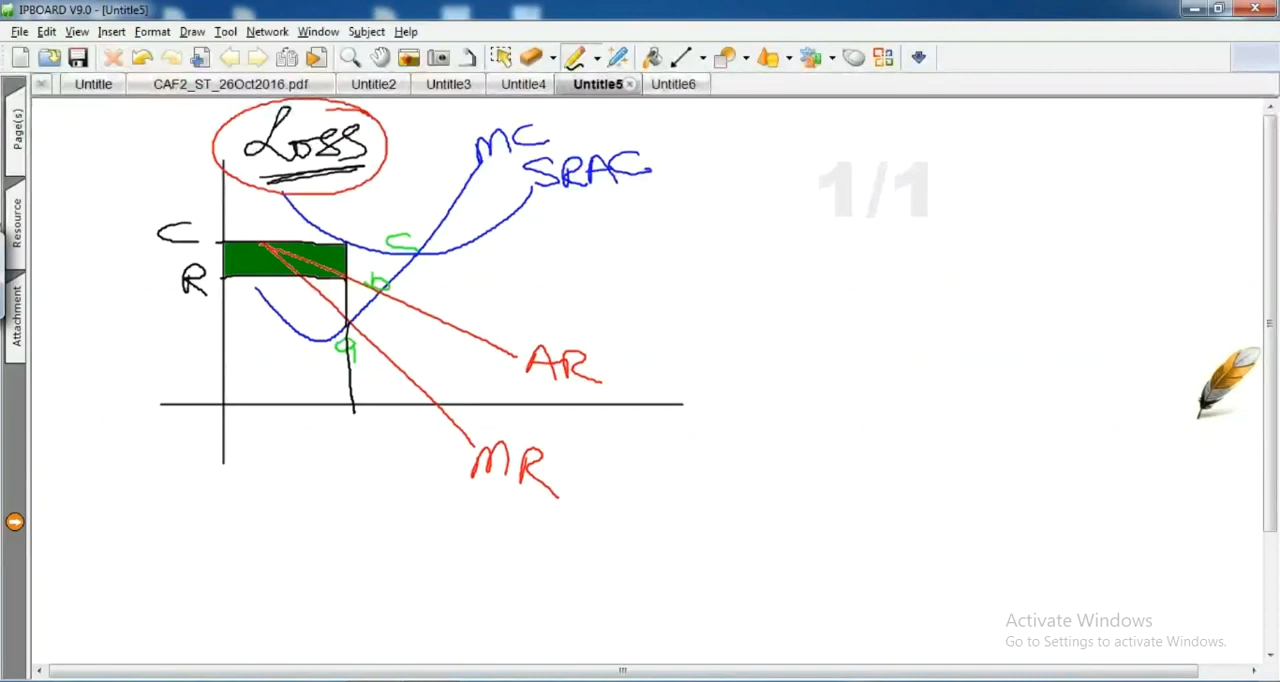 IPBOARD V9.0 - [Untitle5]
File Edit View Insert Format Draw Tool Network Window Subject Help
Untitle CAF2_ST_26Oct2016.pdf Untitle2 Untitle3 Untitle4 Untitle5 Untitle6
Page(s)
Resource
Attachment
Loss
MC
SRAC
1/1
C
C
R
b
a
AR
MR
Activate Windows
Go to Settings to activate Windows.